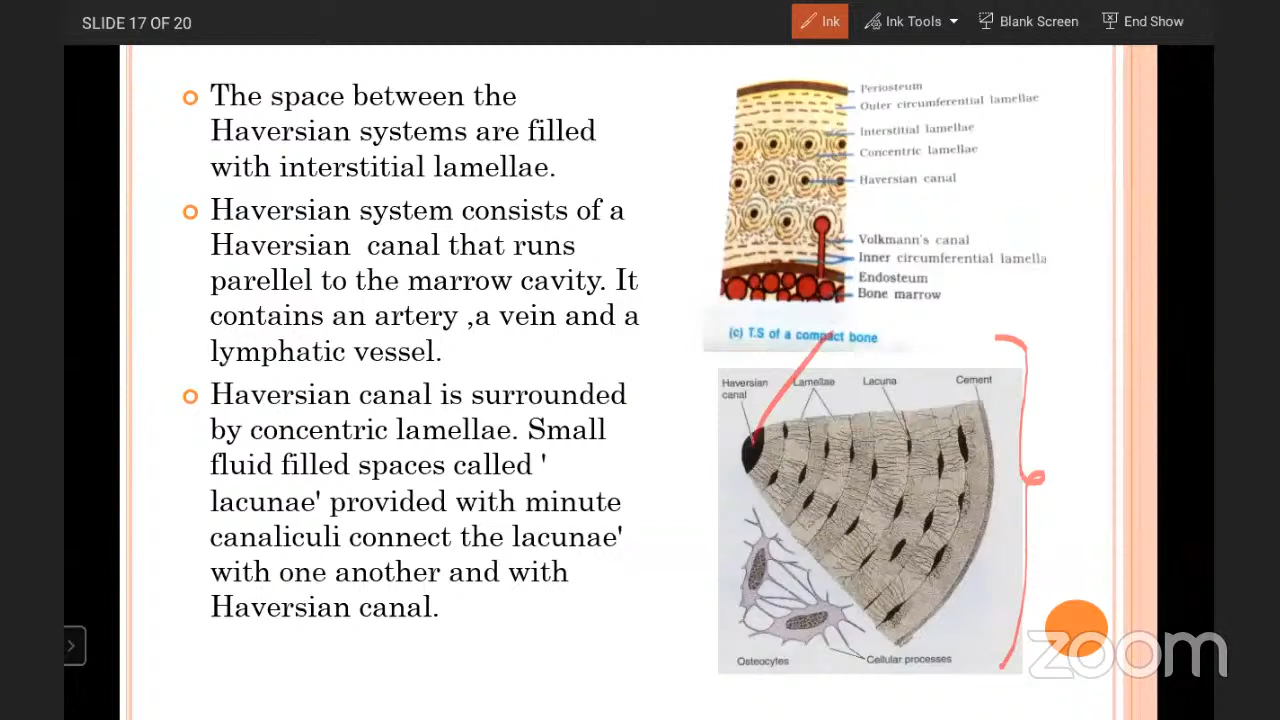 SLIDE 17 OF 20
Ink
Ink Tools
Blank Screen
End Show
The space between the
Haversian systems are filled
with interstitial lamellae.
Haversian system consists of a
Haversian canal that runs
parellel to the marrow cavity. It
contains an artery ,a vein and a
lymphatic vessel.
Haversian canal is surrounded
by concentric lamellae. Small
fluid filled spaces called '
lacunae' provided with minute
canaliculi connect the lacunae'
with one another and with
Haversian canal.
Periosteum
Outer circumferential lamellae
Interstitial lamellae
Concentric lamellae
Haversian canal
Volkmann's canal
Inner circumferential lamella
Endosteum
Bone marrow
(c) T.S of a compact bone
Haversian
canal
Lamellae
Lacuna
Cement
Osteocytes
Cellular processes
zoom